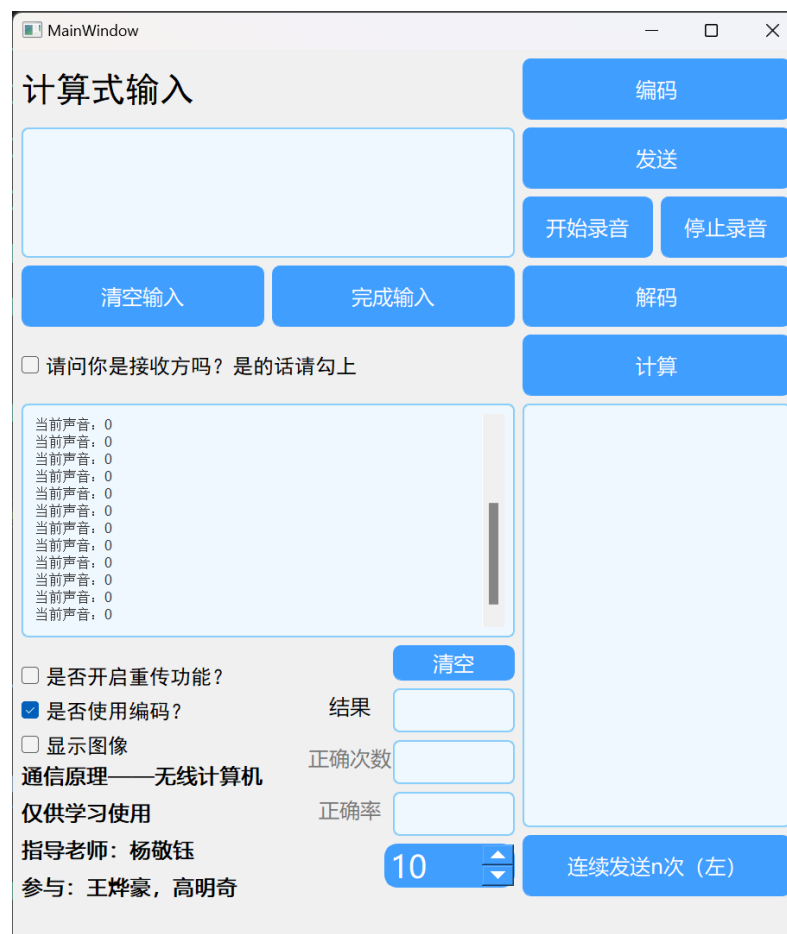 MainWindow
计算式输入
编码
发送
开始录音
停止录音
清空输入
完成输入
解码
请问你是接收方吗？是的话请勾上
计算
当前声音：0
当前声音：0
当前声音：0
当前声音：0
当前声音：0
当前声音：0
当前声音：0
当前声音：0
当前声音：0
当前声音：0
当前声音：0
当前声音：0
清空
是否开启重传功能？
是否使用编码？
结果
显示图像
正确次数
通信原理——无线计算机
仅供学习使用
正确率
指导老师：杨敬钰
10
连续发送n次（左）
参与：王烨豪，高明奇